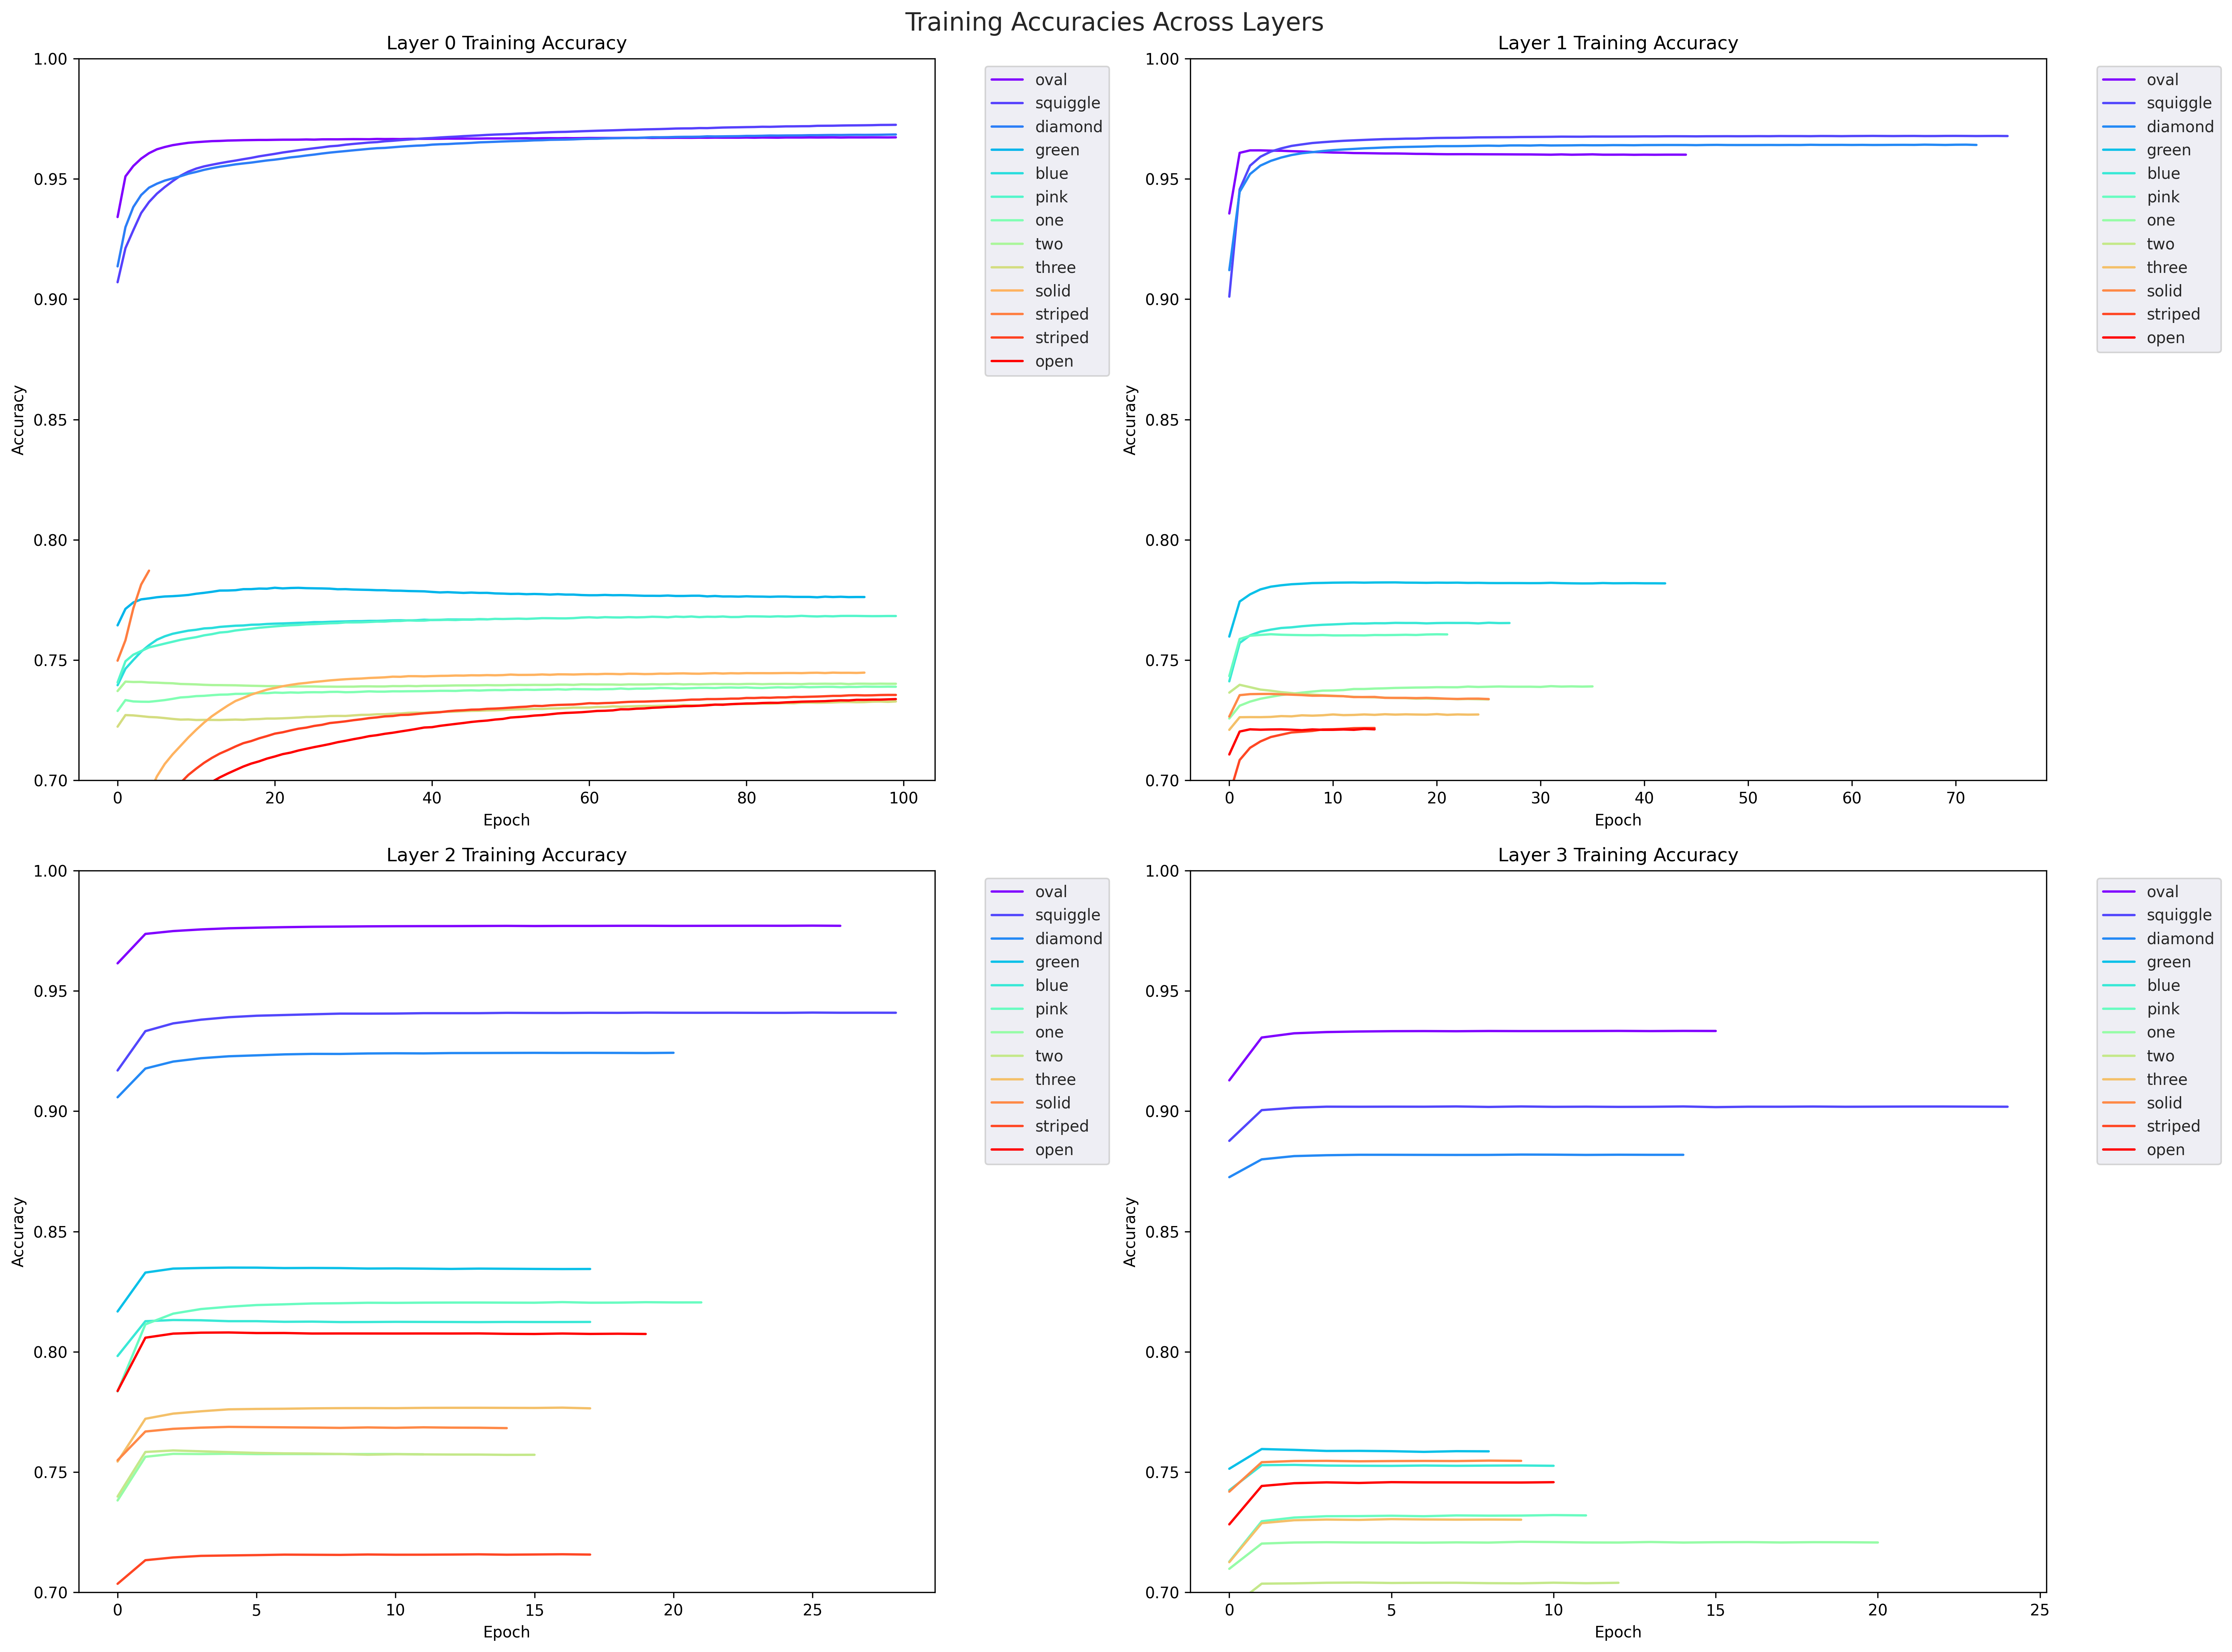 Training Accuracies Across Layers
Layer 0 Training Accuracy
1.00
0.95
0.90
0.85
0.80
0.75
0.70
Accuracy
0
20
40
60
80
100
Epoch
oval
squiggle
diamond
green
blue
pink
one
two
three
solid
striped
striped
open
Layer 1 Training Accuracy
1.00
0.95
0.90
0.85
0.80
0.75
0.70
Accuracy
0
10
20
30
40
50
60
70
Epoch
oval
squiggle
diamond
green
blue
pink
one
two
three
solid
striped
open
Layer 2 Training Accuracy
1.00
0.95
0.90
0.85
0.80
0.75
0.70
Accuracy
0
5
10
15
20
25
Epoch
oval
squiggle
diamond
green
blue
pink
one
two
three
solid
striped
open
Layer 3 Training Accuracy
1.00
0.95
0.90
0.85
0.80
0.75
0.70
Accuracy
0
5
10
15
20
25
Epoch
oval
squiggle
diamond
green
blue
pink
one
two
three
solid
striped
open